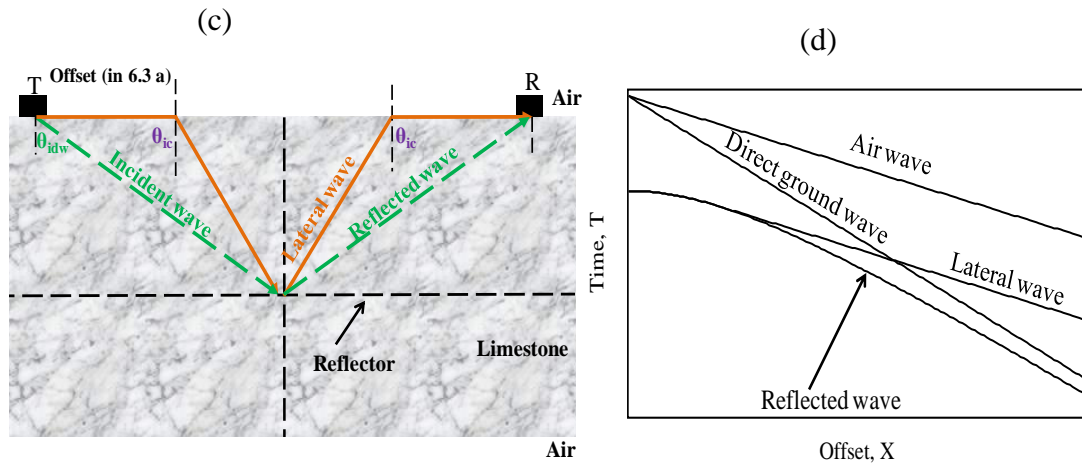 (c)
(d)
T
Offset (in 6.3 a)
R
Air
θidw
θic
θic
Incident wave
Lateral wave
Reflected wave
Reflector
Limestone
Air
Air wave
Direct ground wave
Lateral wave
Reflected wave
Time, T
Offset, X